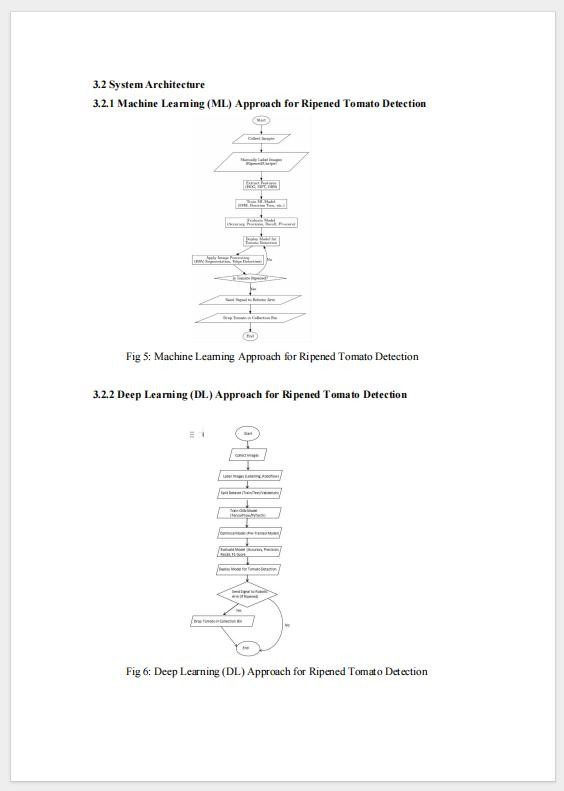 3.2 System Architecture
3.2.1 Machine Learning (ML) Approach for Ripened Tomato Detection
Start
Collect Images
Manually Label Images
(Ripened/Unripe)
Extract Features
(HOG, SIFT, ORB)
Train ML Model
(SVM, Decision Tree, etc.)
Evaluate Model
(Accuracy, Precision, Recall, F1-score)
Deploy Model for
Tomato Detection
Apply Image Processing
(HSV Segmentation, Edge Detection)
No
Is Tomato Ripened?
Yes
Send Signal to Robotic Arm
Drop Tomato in Collection Bin
End
Fig 5: Machine Learning Approach for Ripened Tomato Detection
3.2.2 Deep Learning (DL) Approach for Ripened Tomato Detection
Start
Collect Images
Label Images (LabelImg, Roboflow)
Split Dataset (Train/Test/Validation)
Train CNN Model
(TensorFlow/PyTorch)
Optimize Model (Pre-Trained Model)
Evaluate Model (Accuracy, Precision,
Recall, F1-Score
Deploy Model for Tomato Detection
Send Signal to Robotic
Arm (if Ripened)
Yes
Drop Tomato in Collection Bin
No
End
Fig 6: Deep Learning (DL) Approach for Ripened Tomato Detection